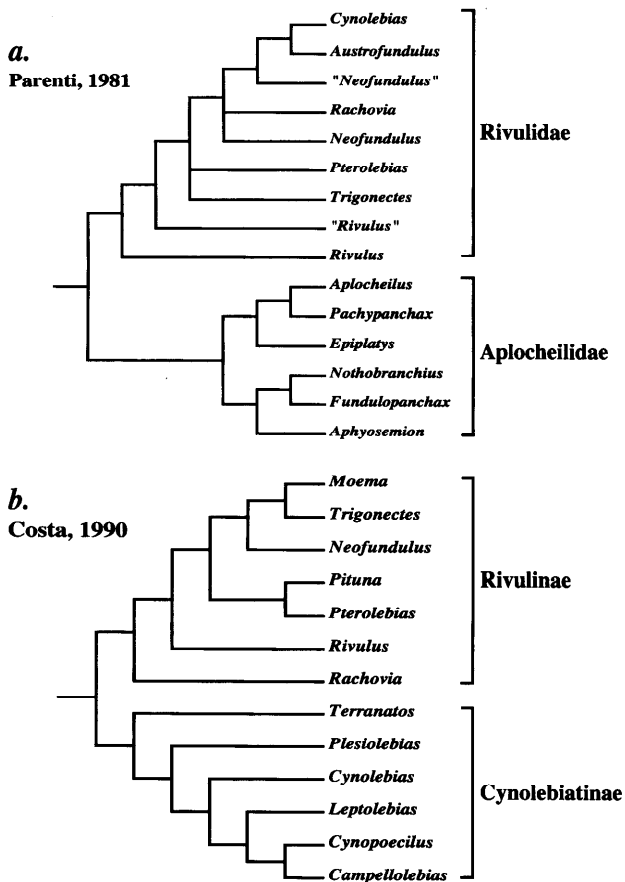 a.
Parenti, 1981
Cynolebias
Austrofundulus
"Neofundulus"
Rachovia
Neofundulus
Pterolebias
Trigonectes
"Rivulus"
Rivulus
Rivulidae
Aplocheilus
Pachypanchax
Epiplatys
Nothobranchius
Fundulopanchax
Aphyosemion
Aplocheilidae
b.
Costa, 1990
Moema
Trigonectes
Neofundulus
Pituna
Pterolebias
Rivulus
Rachovia
Rivulinae
Terranatos
Plesiolebias
Cynolebias
Leptolebias
Cynopoecilus
Campellolebias
Cynolebiatinae